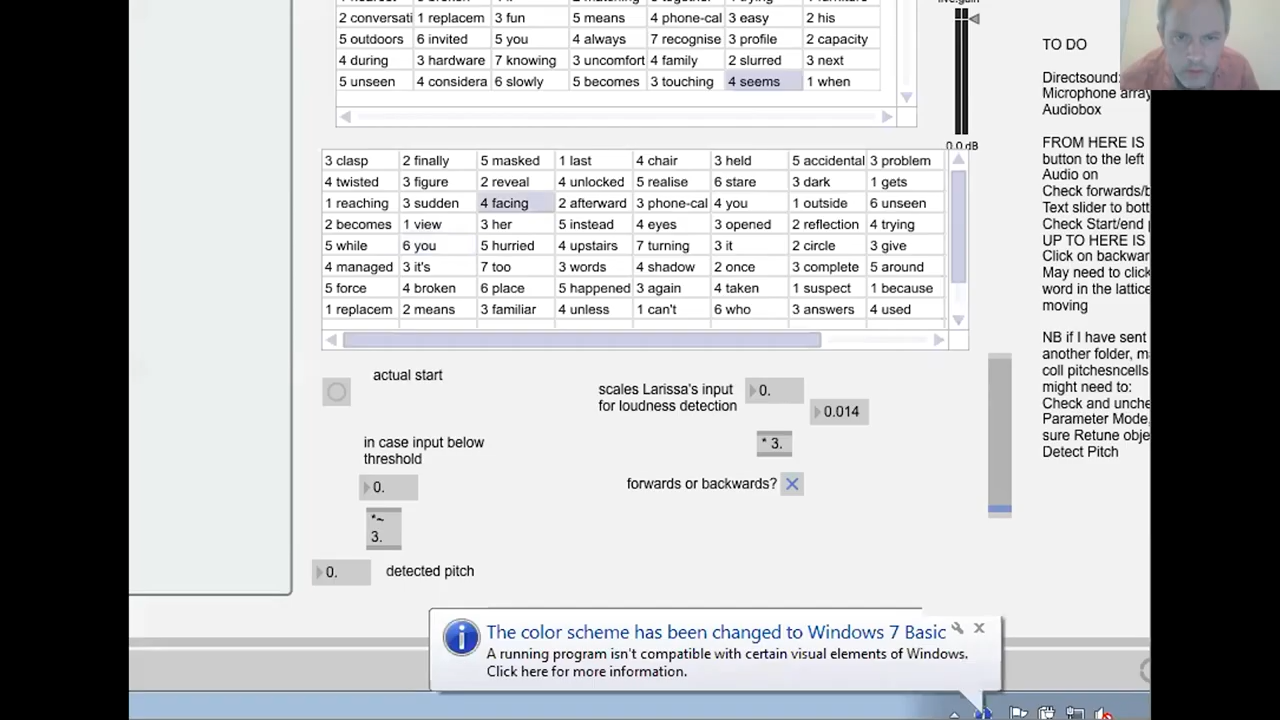 2 conversati 1 replacem 3 fun 5 means 4 phone-cal 3 easy 2 his
5 outdoors 6 invited 5 you 4 always 7 recognise 3 profile 2 capacity
4 during 3 hardware 7 knowing 3 uncomfort 4 family 2 slurred 3 next
5 unseen 4 considera 6 slowly 5 becomes 3 touching 4 seems 1 when
0.0 dB
3 clasp 2 finally 5 masked 1 last 4 chair 3 held 5 accidental 3 problem
4 twisted 3 figure 2 reveal 4 unlocked 5 realise 6 stare 3 dark 1 gets
1 reaching 3 sudden 4 facing 2 afterward 3 phone-cal 4 you 1 outside 6 unseen
2 becomes 1 view 3 her 5 instead 4 eyes 3 opened 2 reflection 4 trying
5 while 6 you 5 hurried 4 upstairs 7 turning 3 it 2 circle 3 give
4 managed 3 it's 7 too 3 words 4 shadow 2 once 3 complete 5 around
5 force 4 broken 6 place 5 happened 3 again 4 taken 1 suspect 1 because
1 replacem 2 means 3 familiar 4 unless 1 can't 6 who 3 answers 4 used
actual start
scales Larissa's input
for loudness detection
0.
0.014
* 3.
in case input below
threshold
0.
*~
3.
forwards or backwards?
0.
detected pitch
TO DO
Directsound:
Microphone array
Audiobox
FROM HERE IS
button to the left
Audio on
Check forwards/b
Text slider to bott
Check Start/end
UP TO HERE IS
Click on backwar
May need to click
word in the lattice
moving
NB if I have sent
another folder, m
coll pitchesncells
might need to:
Check and unche
Parameter Mode,
sure Retune obje
Detect Pitch
The color scheme has been changed to Windows 7 Basic
A running program isn't compatible with certain visual elements of Windows.
Click here for more information.